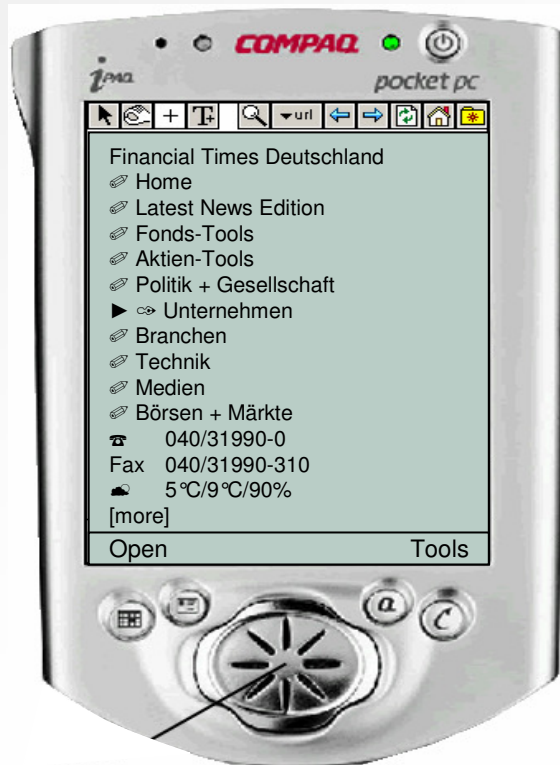 COMPAQ
iPAQ pocket pc
url
Financial Times Deutschland
Home
Latest News Edition
Fonds-Tools
Aktien-Tools
Politik + Gesellschaft
Unternehmen
Branchen
Technik
Medien
Börsen + Märkte
040/31990-0
Fax 040/31990-310
5°C/9°C/90%
[more]
Open Tools